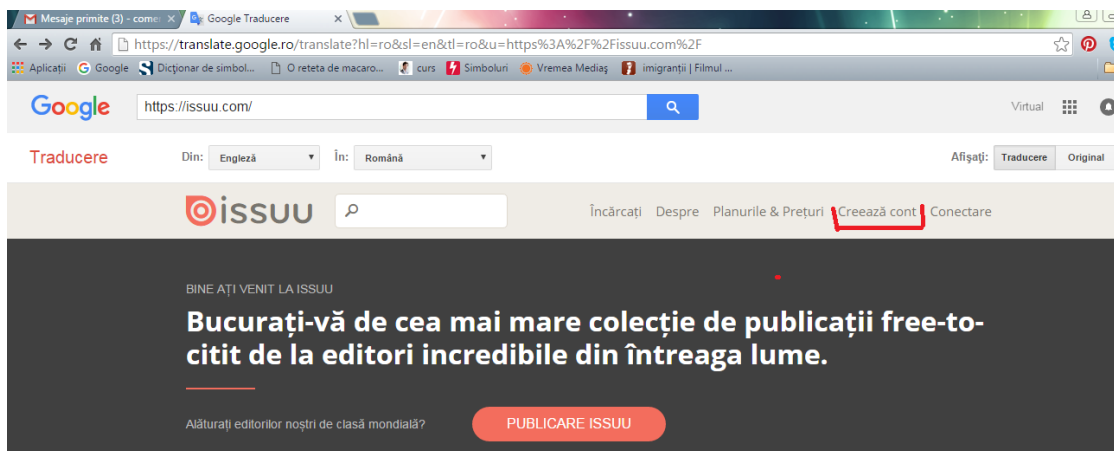 Mesaje primite (3) - come
Google Traducere
https://translate.google.ro/translate?hl=ro&sl=en&tl=ro&u=https%3A%2F%2Fissuu.com%2F
Aplicații Google Dicționar de simbol... O reteta de macaro... curs Simboluri Vremea Mediaș imigranții | Filmul ...
Google https://issuu.com/ Virtual
Traducere Din: Engleză În: Română Afișați: Traducere Original
issuu Încărcați Despre Planurile & Prețuri Creează cont Conectare
BINE AȚI VENIT LA ISSUU
Bucurați-vă de cea mai mare colecție de publicații free-to-
citit de la editori incredibile din întreaga lume.
Alăturați editorilor noștri de clasă mondială? PUBLICARE ISSUU